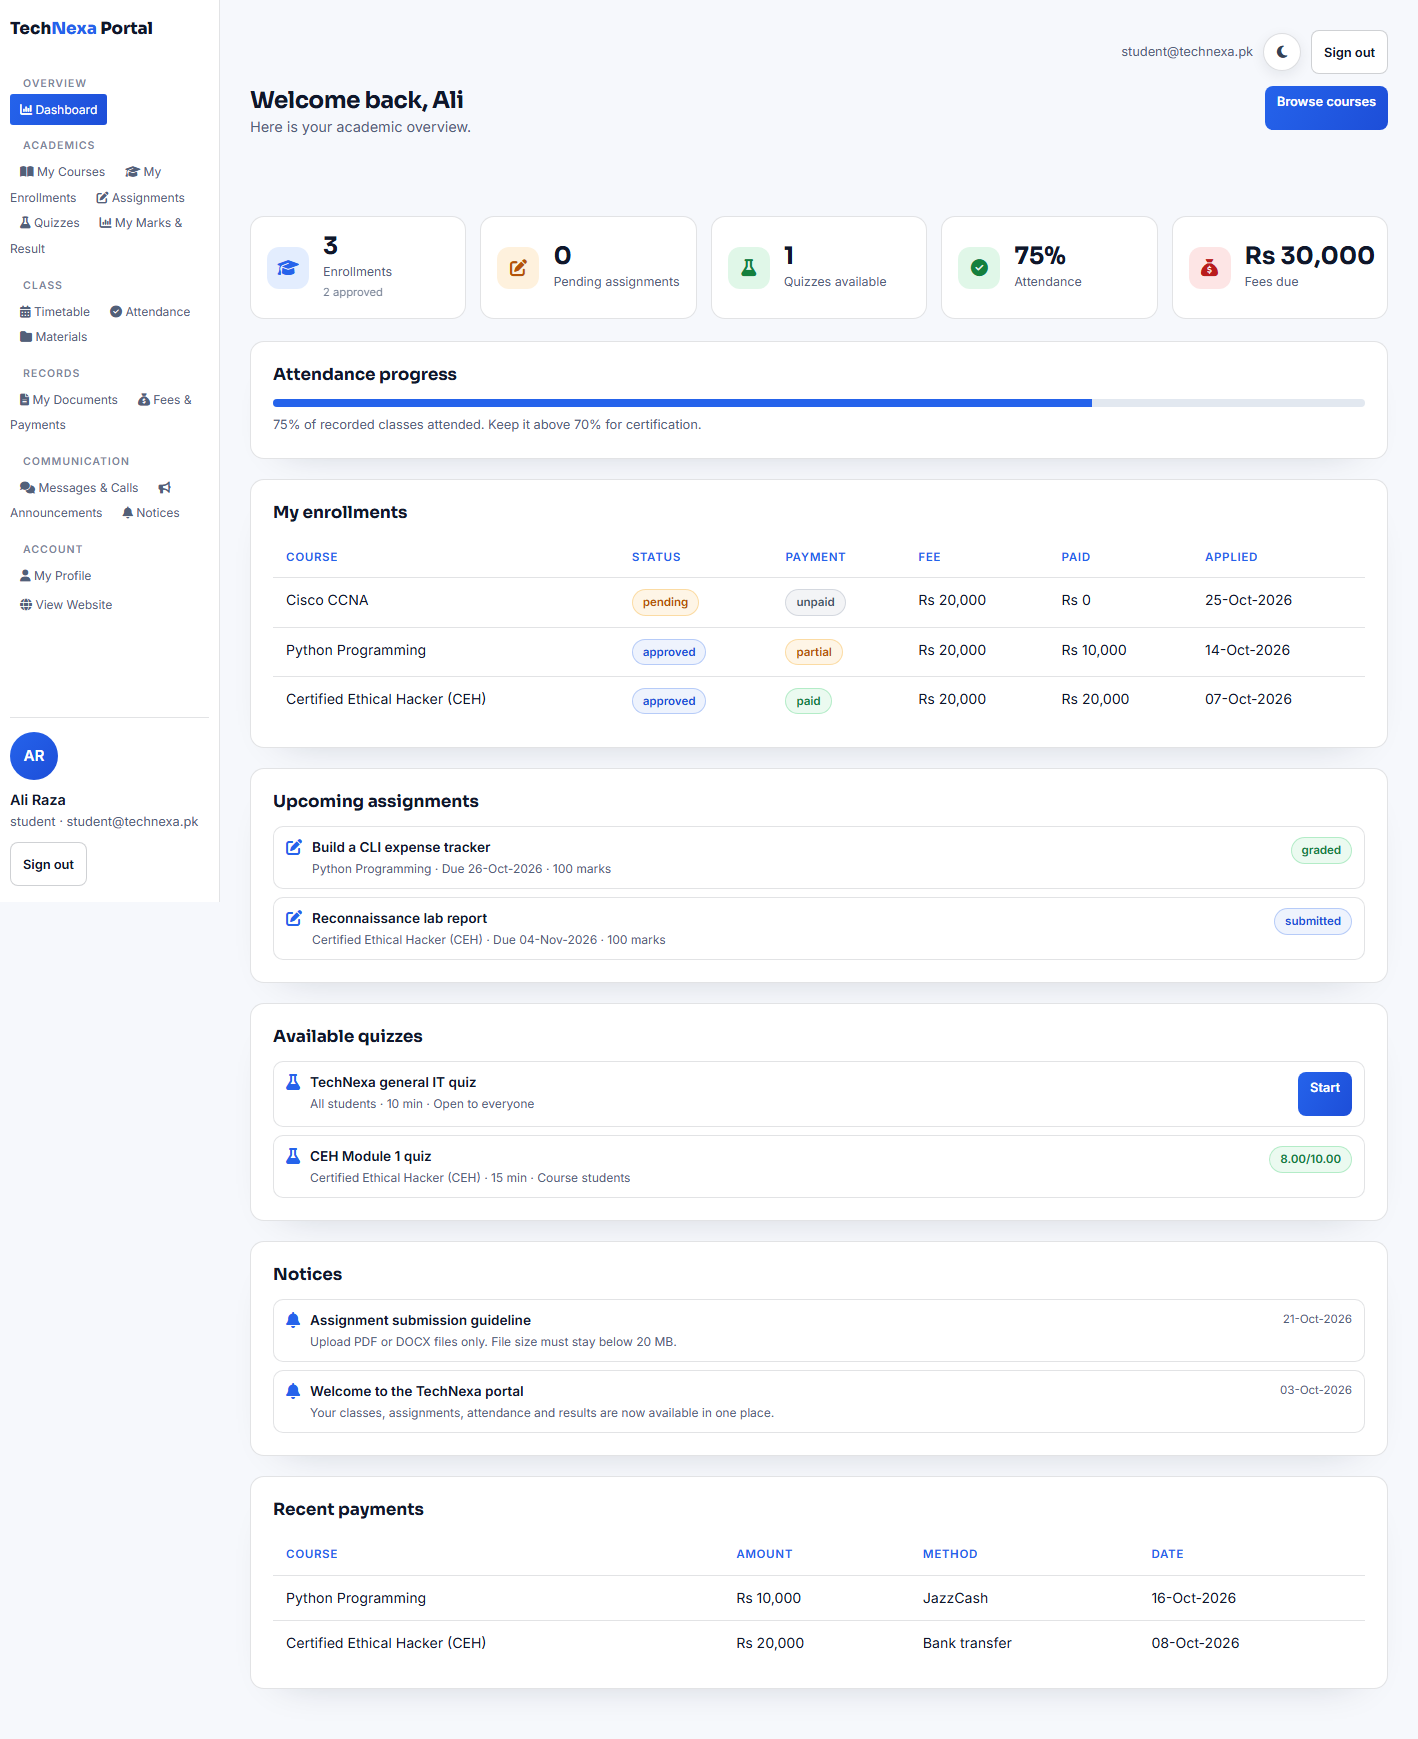 TechNexa Portal
OVERVIEW
Dashboard
ACADEMICS
My Courses My
Enrollments Assignments
Quizzes My Marks &
Result
CLASS
Timetable Attendance
Materials
RECORDS
My Documents Fees &
Payments
COMMUNICATION
Messages & Calls
Announcements Notices
ACCOUNT
My Profile
View Website
AR
Ali Raza
student · student@technexa.pk
Sign out
student@technexa.pk Sign out
Welcome back, Ali
Here is your academic overview.
Browse courses
3
Enrollments
2 approved
0
Pending assignments
1
Quizzes available
75%
Attendance
Rs 30,000
Fees due
Attendance progress
75% of recorded classes attended. Keep it above 70% for certification.
My enrollments
COURSE STATUS PAYMENT FEE PAID APPLIED
Cisco CCNA pending unpaid Rs 20,000 Rs 0 25-Oct-2026
Python Programming approved partial Rs 20,000 Rs 10,000 14-Oct-2026
Certified Ethical Hacker (CEH) approved paid Rs 20,000 Rs 20,000 07-Oct-2026
Upcoming assignments
Build a CLI expense tracker graded
Python Programming · Due 26-Oct-2026 · 100 marks
Reconnaissance lab report submitted
Certified Ethical Hacker (CEH) · Due 04-Nov-2026 · 100 marks
Available quizzes
TechNexa general IT quiz Start
All students · 10 min · Open to everyone
CEH Module 1 quiz 8.00/10.00
Certified Ethical Hacker (CEH) · 15 min · Course students
Notices
Assignment submission guideline 21-Oct-2026
Upload PDF or DOCX files only. File size must stay below 20 MB.
Welcome to the TechNexa portal 03-Oct-2026
Your classes, assignments, attendance and results are now available in one place.
Recent payments
COURSE AMOUNT METHOD DATE
Python Programming Rs 10,000 JazzCash 16-Oct-2026
Certified Ethical Hacker (CEH) Rs 20,000 Bank transfer 08-Oct-2026